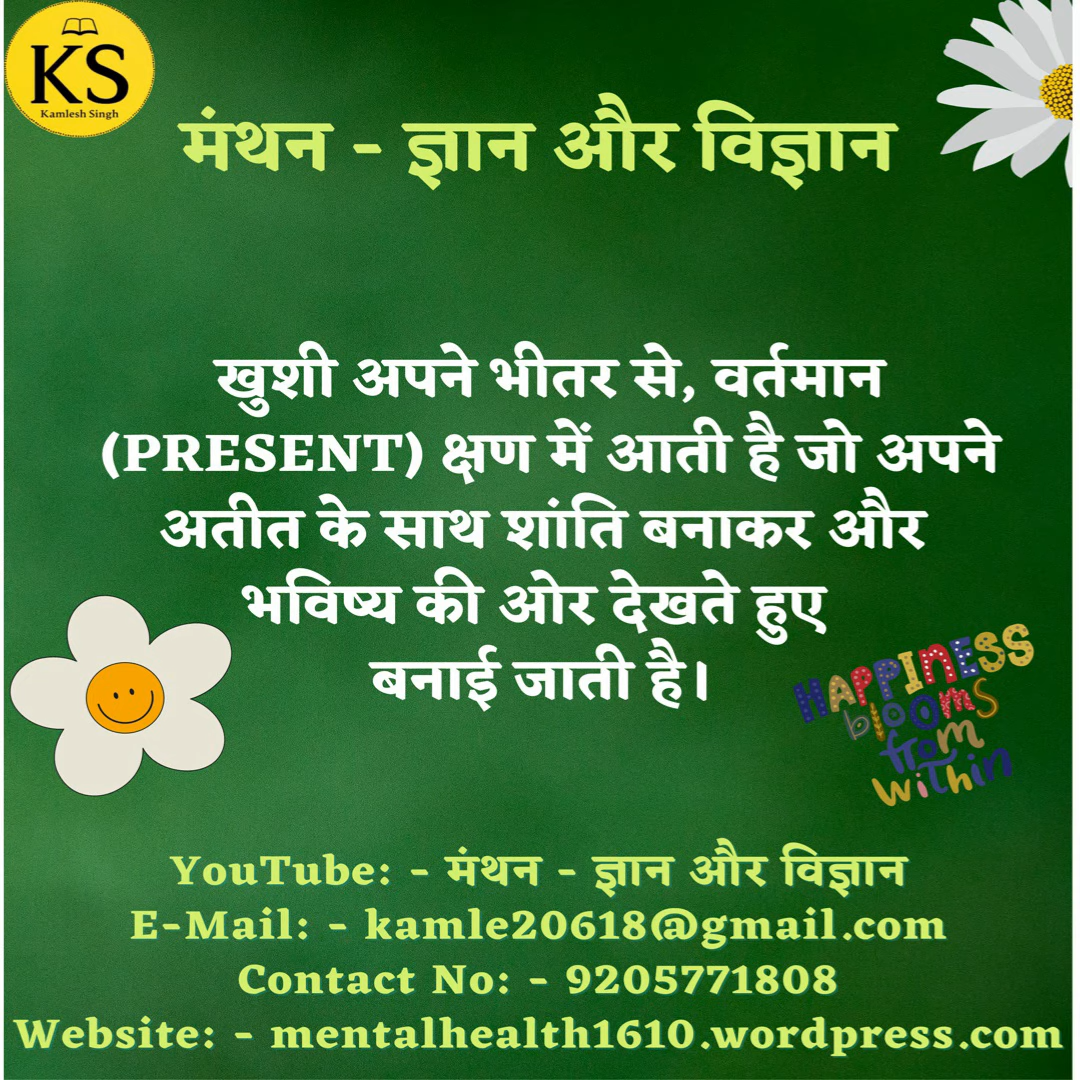 KS
Kamlesh Singh
मंथन - ज्ञान और विज्ञान
खुशी अपने भीतर से, वर्तमान
(PRESENT) क्षण में आती है जो अपने
अतीत के साथ शांति बनाकर और
भविष्य की ओर देखते हुए
बनाई जाती है।
HAPPINESS
blooms
from
within
YouTube: - मंथन - ज्ञान और विज्ञान
E-Mail: - kamle20618@gmail.com
Contact No: - 9205771808
Website: - mentalhealth1610.wordpress.com